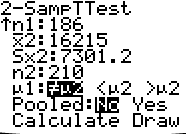 2-SampTTest
↑n1:186
x̄2:16215
Sx2:7301.2
n2:210
μ1:≠μ2 <μ2 >μ2
Pooled:No Yes
Calculate Draw